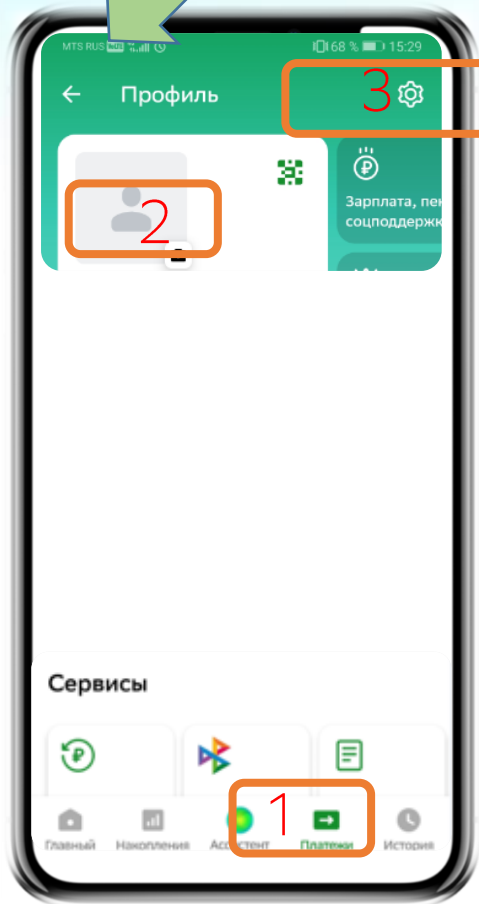 MTS RUS 68 % 15:29
Профиль
3
2
Зарплата, пен
соцподдержк
Сервисы
1
Главный Накопления Ассистент Платежи История